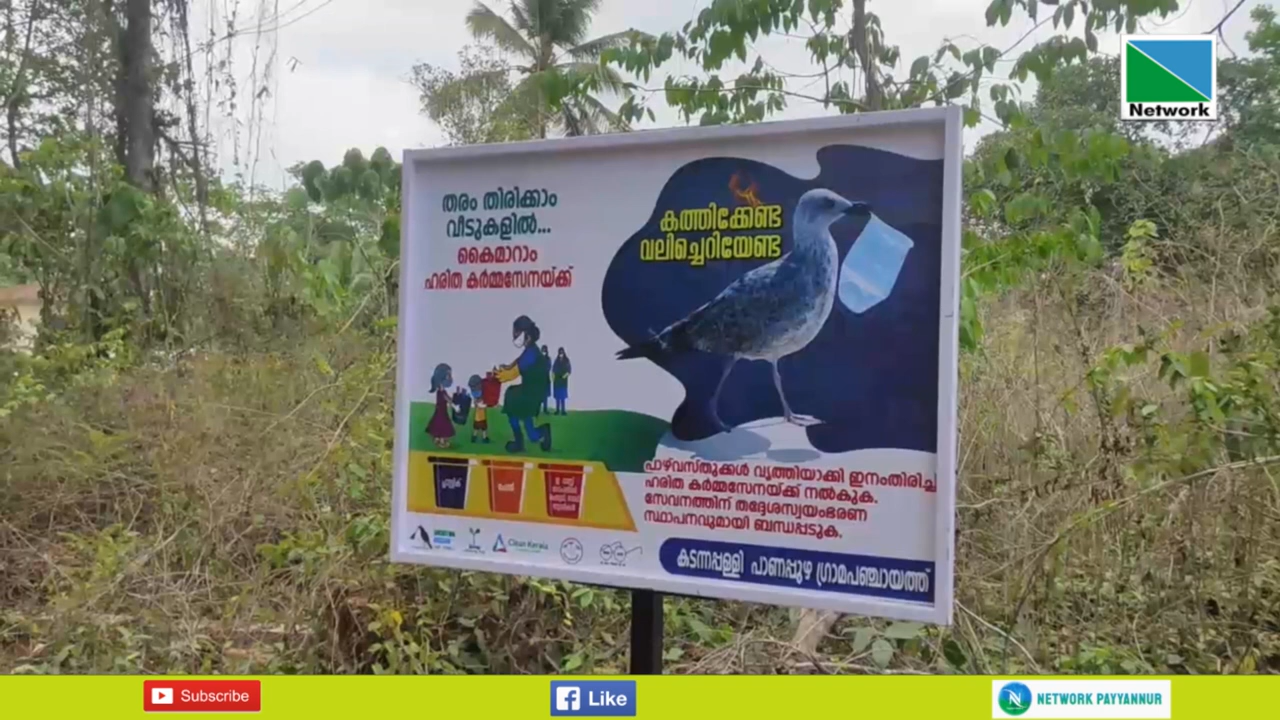 Network
തരം തിരിക്കാം
വീടുകളിൽ...
കൈമാറാം
ഹരിത കർമ്മസേനയ്ക്ക്
കത്തിക്കേണ്ട
വലിച്ചെറിയേണ്ട
പാഴ്‌വസ്തുക്കൾ വൃത്തിയാക്കി ഇനംതിരിച്ച്
ഹരിത കർമ്മസേനയ്ക്ക് നൽകുക.
സേവനത്തിന് തദ്ദേശസ്വയംഭരണ
സ്ഥാപനവുമായി ബന്ധപ്പെടുക.
Clean Kerala
കടന്നപ്പള്ളി പാണപ്പുഴ ഗ്രാമപഞ്ചായത്ത്
Subscribe
Like
NETWORK PAYYANNUR